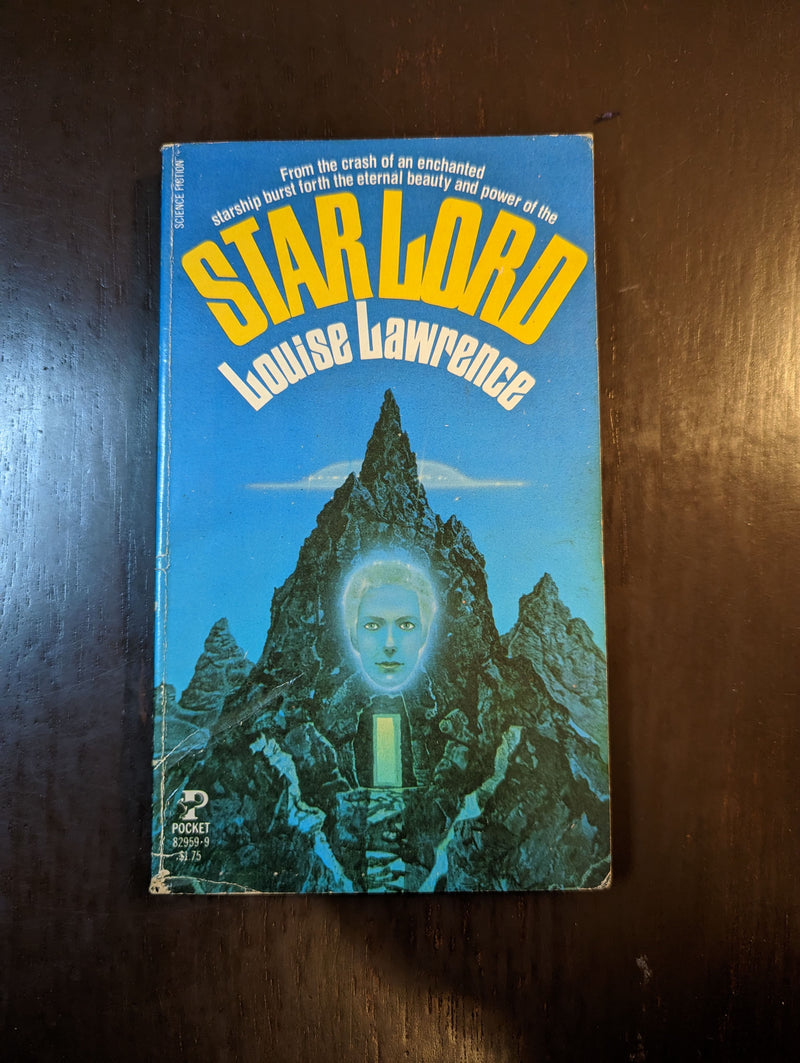 SCIENCE FICTION
From the crash of an enchanted
starship burst forth the eternal beauty and power of the
STAR LORD
Louise Lawrence
P
POCKET
82959·9
$1.75